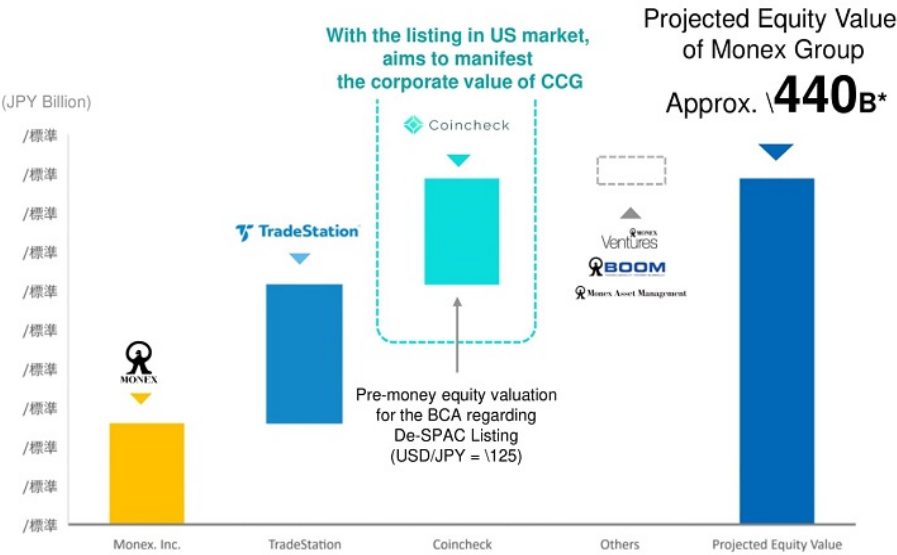 Projected Equity Value
of Monex Group
Approx. \440B*
With the listing in US market,
aims to manifest
the corporate value of CCG
(JPY Billion)
/標準
/標準
/標準
/標準
/標準
/標準
/標準
/標準
/標準
/標準
/標準
Coincheck
TradeStation
MONEX
MONEX
Ventures
BOOM
Monex Asset Management
Pre-money equity valuation
for the BCA regarding
De-SPAC Listing
(USD/JPY = \125)
Monex. Inc.
TradeStation
Coincheck
Others
Projected Equity Value